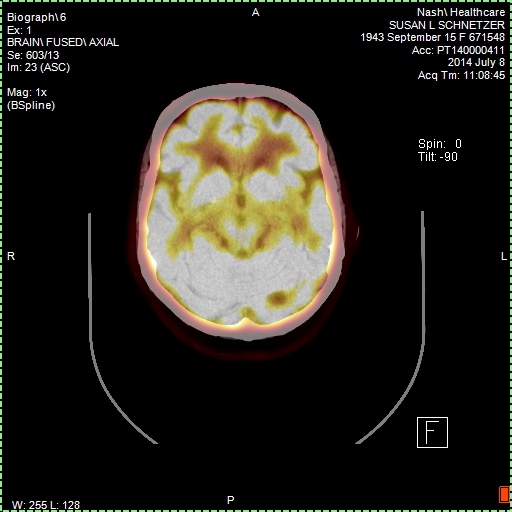 Biograph\6
Ex: 1
BRAIN\FUSED\AXIAL
Se: 603/13
Im: 23 (ASC)
Mag: 1x
(BSpline)
A
Nash\Healthcare
SUSAN L SCHNETZER
1943 September 15 F 671548
Acc: PT140000411
2014 July 8
Acq Tm: 11:08:45
Spin: 0
Tilt: -90
R
L
F
W: 255 L: 128
P